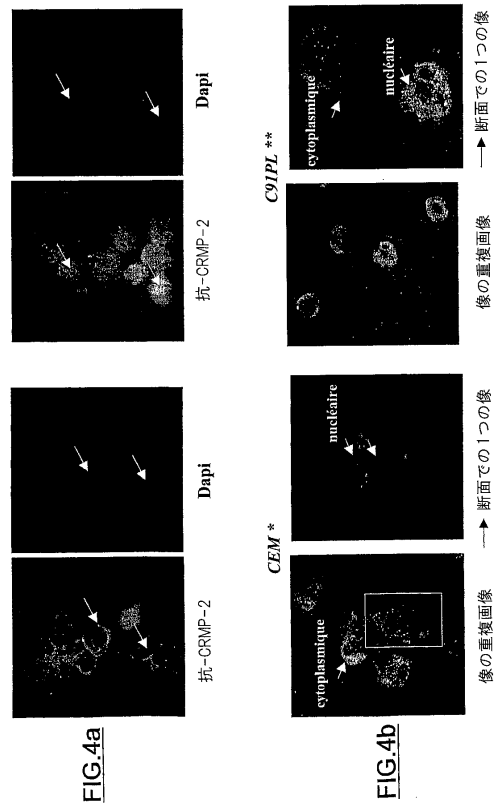 FIG.4a
抗-CRMP-2
Dapi
抗-CRMP-2
Dapi
FIG.4b
CEM *
cytoplasmique
nucléaire
像の重複画像
断面での1つの像
C91PL **
cytoplasmique
nucléaire
像の重複画像
断面での1つの像